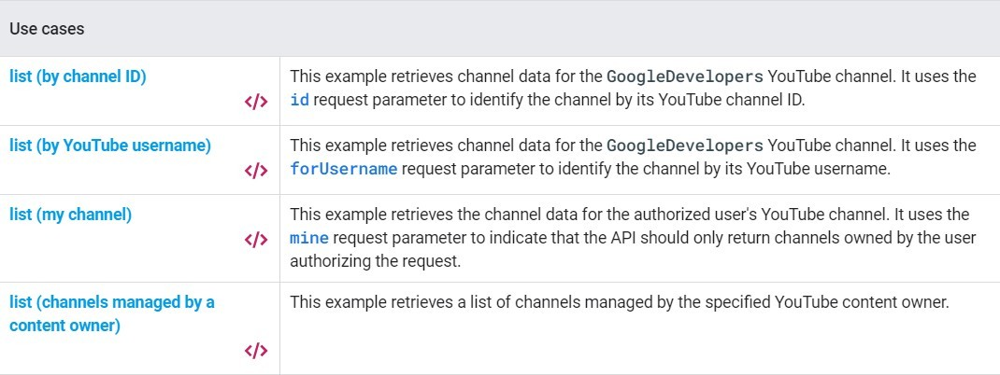 Use cases
list (by channel ID)
</>
This example retrieves channel data for the GoogleDevelopers YouTube channel. It uses the
id request parameter to identify the channel by its YouTube channel ID.
list (by YouTube username)
</>
This example retrieves channel data for the GoogleDevelopers YouTube channel. It uses the
forUsername request parameter to identify the channel by its YouTube username.
list (my channel)
</>
This example retrieves the channel data for the authorized user's YouTube channel. It uses the
mine request parameter to indicate that the API should only return channels owned by the user
authorizing the request.
list (channels managed by a
content owner)
</>
This example retrieves a list of channels managed by the specified YouTube content owner.